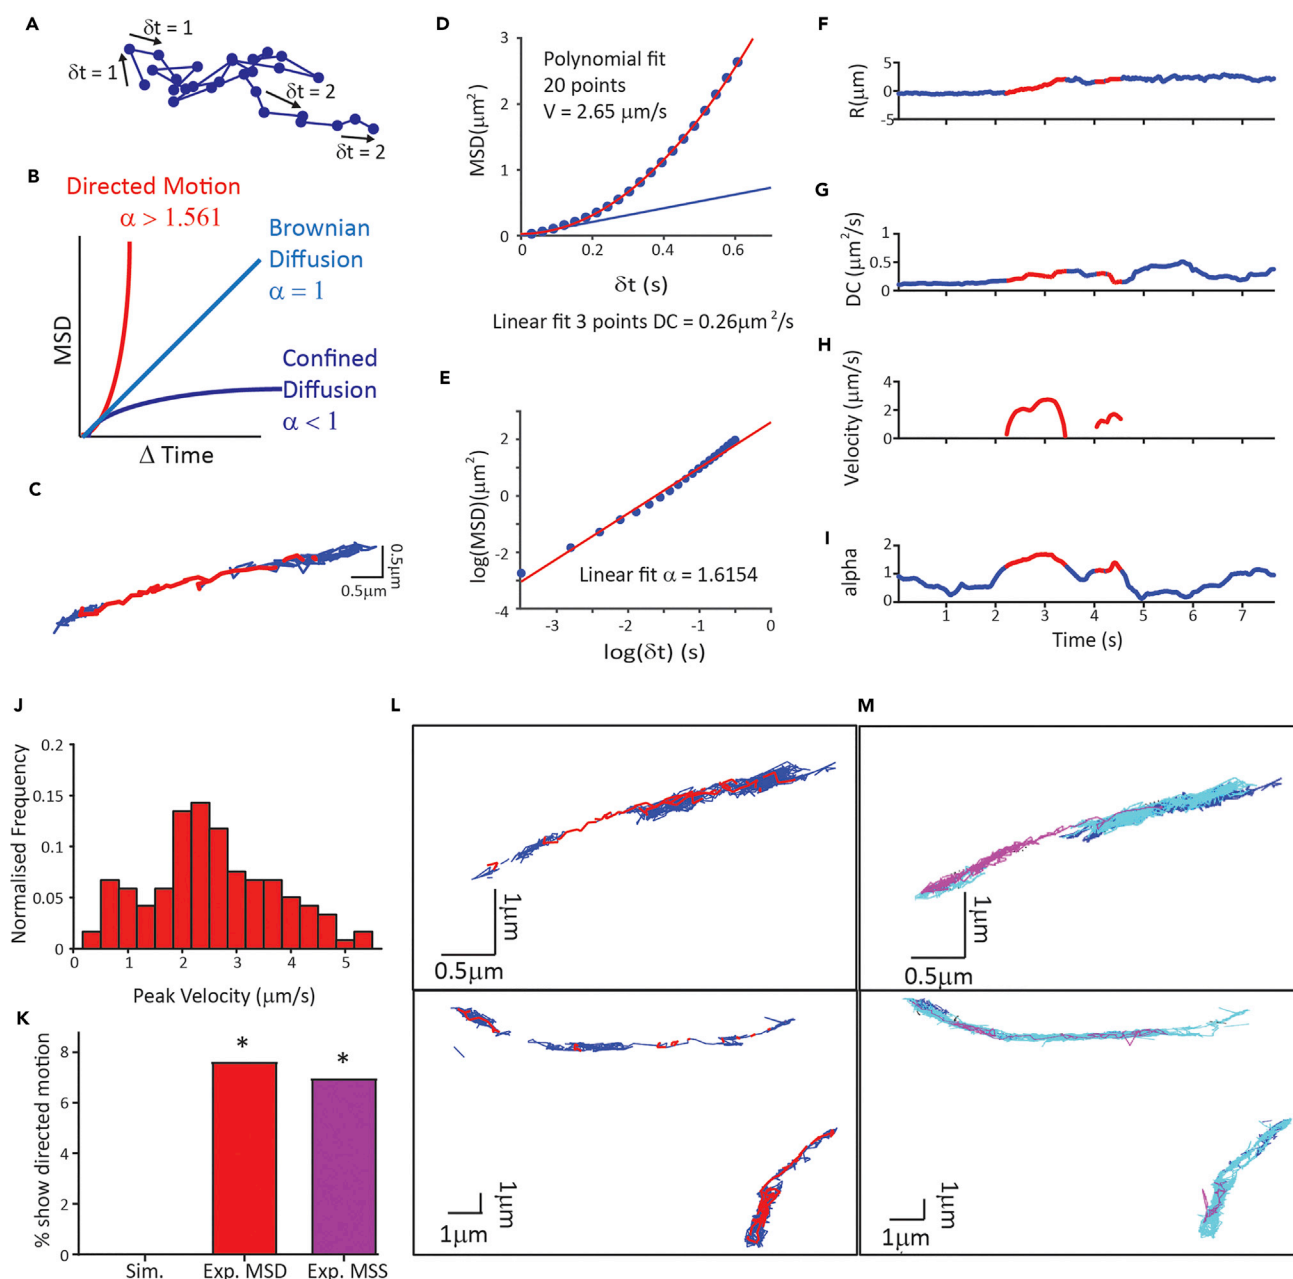 A
δt = 1
δt = 1
δt = 2
δt = 2
B
Directed Motion
α > 1.561
Brownian
Diffusion
α = 1
Confined
Diffusion
α < 1
MSD
Δ Time
C
0.5μm
0.5μm
D
MSD(μm²)
3
2
1
0
Polynomial fit
20 points
V = 2.65 μm/s
0
0.2
0.4
0.6
δt (s)
Linear fit 3 points DC = 0.26μm²/s
E
log(MSD)(μm²)
2
0
-2
-4
Linear fit α = 1.6154
-3
-2
-1
0
log(δt) (s)
F
R(μm)
5
0
-5
G
DC (μm²/s)
1
0.5
0
H
Velocity (μm/s)
4
2
0
I
alpha
2
1
0
1
2
3
4
5
6
7
Time (s)
J
Normalised Frequency
0.2
0.15
0.1
0.05
0
0
1
2
3
4
5
Peak Velocity (μm/s)
K
% show directed motion
8
6
4
2
0
*
*
Sim.
Exp. MSD
Exp. MSS
L
1μm
0.5μm
1μm
1μm
M
1μm
0.5μm
1μm
1μm